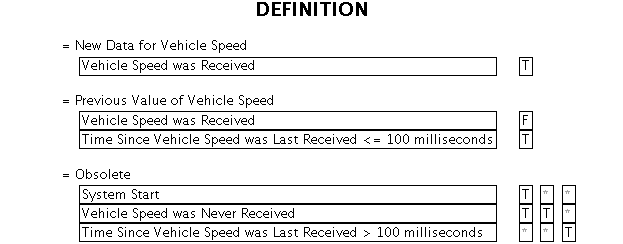 DEFINITION
= New Data for Vehicle Speed
Vehicle Speed was Received T
= Previous Value of Vehicle Speed
Vehicle Speed was Received F
Time Since Vehicle Speed was Last Received <= 100 milliseconds T
= Obsolete
System Start T * *
Vehicle Speed was Never Received T T *
Time Since Vehicle Speed was Last Received > 100 milliseconds * * T